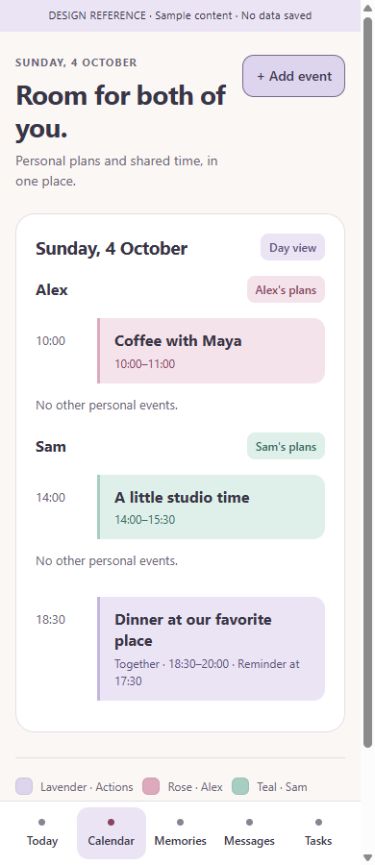 DESIGN REFERENCE · Sample content · No data saved
SUNDAY, 4 OCTOBER
+ Add event
Room for both of
you.
Personal plans and shared time, in
one place.
Sunday, 4 October
Day view
Alex
Alex's plans
10:00
Coffee with Maya
10:00–11:00
No other personal events.
Sam
Sam's plans
14:00
A little studio time
14:00–15:30
No other personal events.
18:30
Dinner at our favorite
place
Together · 18:30–20:00 · Reminder at
17:30
Lavender · Actions
Rose · Alex
Teal · Sam
Today
Calendar
Memories
Messages
Tasks